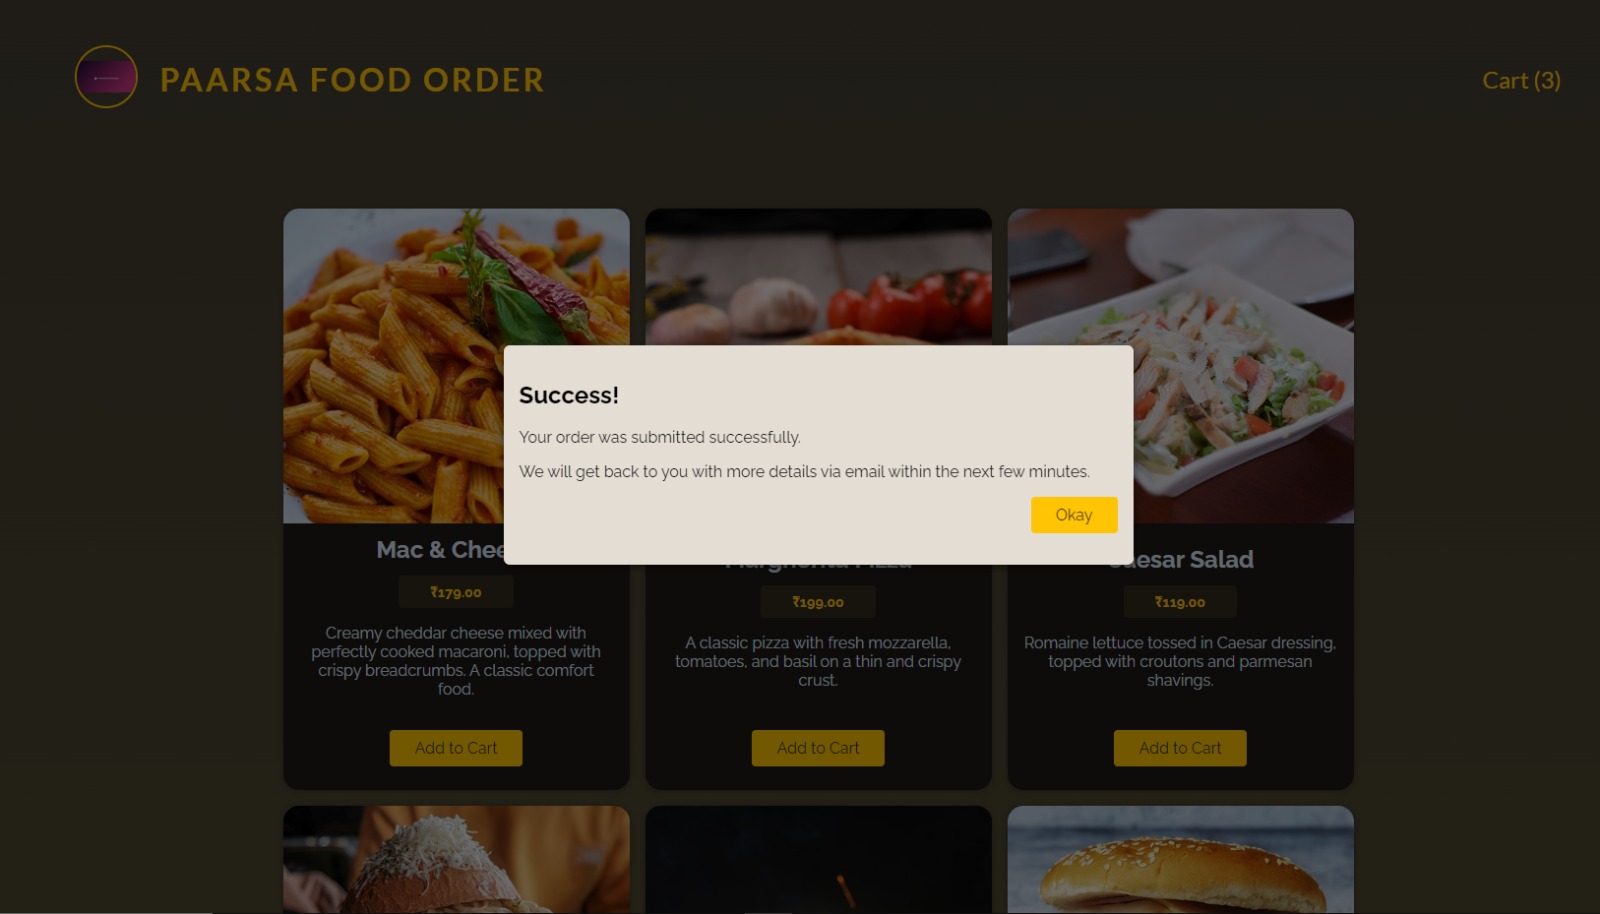 PAARSA FOOD ORDER
Cart (3)
Success!
Your order was submitted successfully.
We will get back to you with more details via email within the next few minutes.
Okay
Mac & Chee
₹179.00
Creamy cheddar cheese mixed with
perfectly cooked macaroni, topped with
crispy breadcrumbs. A classic comfort
food.
Add to Cart
Margherita Pizza
₹199.00
A classic pizza with fresh mozzarella,
tomatoes, and basil on a thin and crispy
crust.
Add to Cart
Caesar Salad
₹119.00
Romaine lettuce tossed in Caesar dressing,
topped with croutons and parmesan
shavings.
Add to Cart